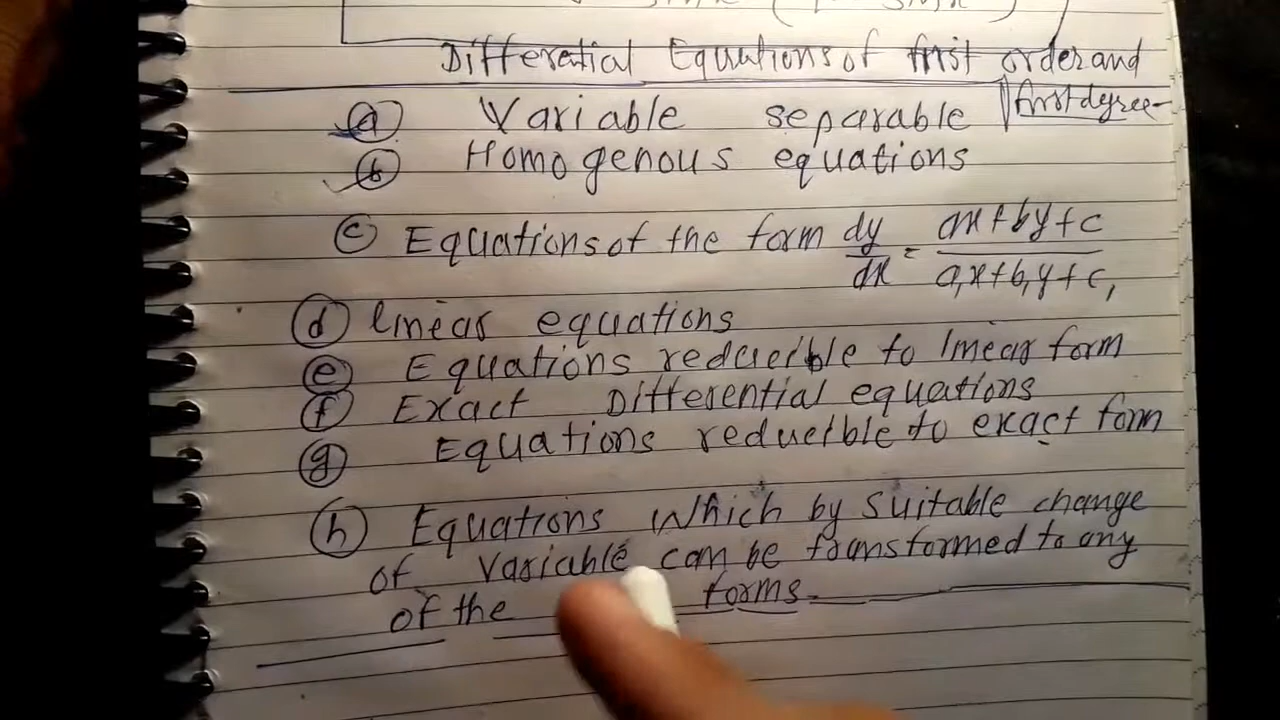 Differential Equations of first order and
first degree
(a) Variable separable
(b) Homogenous equations
(c) Equations of the form dy/dx = ax+by+c / a₁x+b₁y+c₁
(d) linear equations
(e) Equations reducible to linear form
(f) Exact Differential equations
(g) Equations reducible to exact form
(h) Equations which by suitable change
of variable can be transformed to any
of the forms.